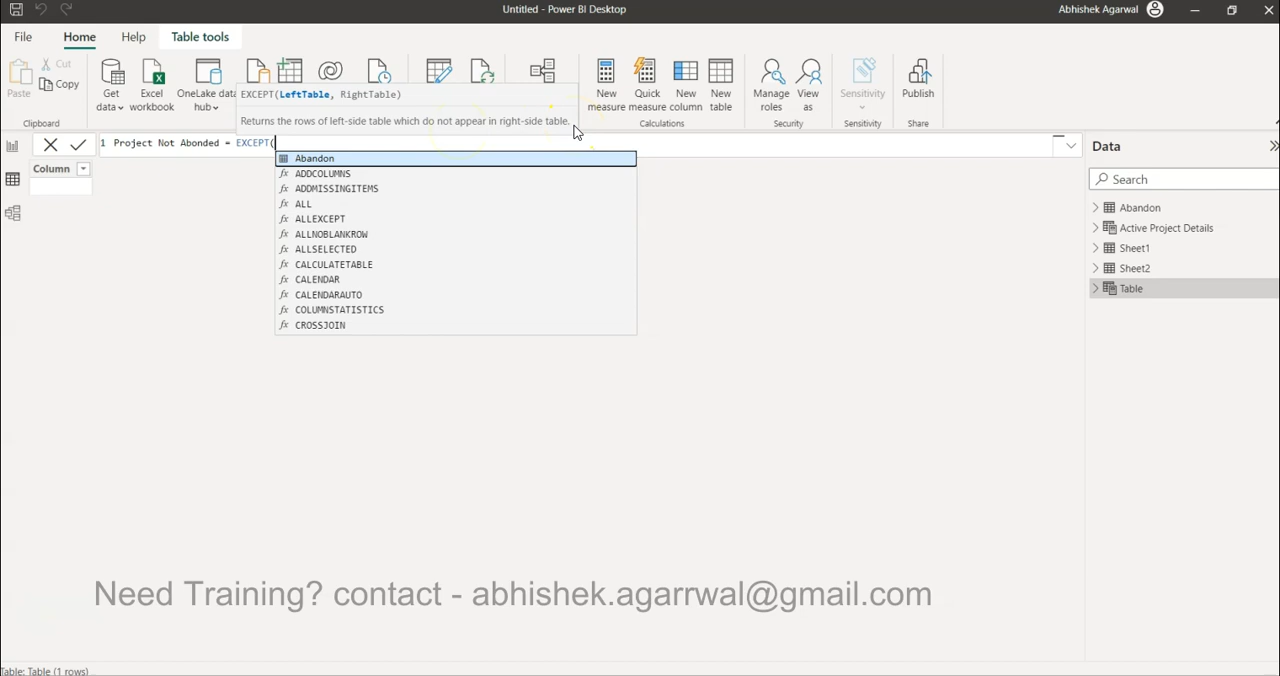 Untitled - Power BI Desktop
Abhishek Agarwal
File
Home
Help
Table tools
Paste
Cut
Copy
Clipboard
Get data
Excel workbook
OneLake data hub
EXCEPT(LeftTable, RightTable)
Returns the rows of left-side table which do not appear in right-side table.
New measure
Quick measure
New column
New table
Calculations
Manage roles
View as
Security
Sensitivity
Sensitivity
Publish
Share
1 Project Not Abonded = EXCEPT(
Column
Abandon
ADDCOLUMNS
ADDMISSINGITEMS
ALL
ALLEXCEPT
ALLNOBLANKROW
ALLSELECTED
CALCULATETABLE
CALENDAR
CALENDARAUTO
COLUMNSTATISTICS
CROSSJOIN
Data
Search
Abandon
Active Project Details
Sheet1
Sheet2
Table
Need Training? contact - abhishek.agarrwal@gmail.com
Table: Table (1 rows)